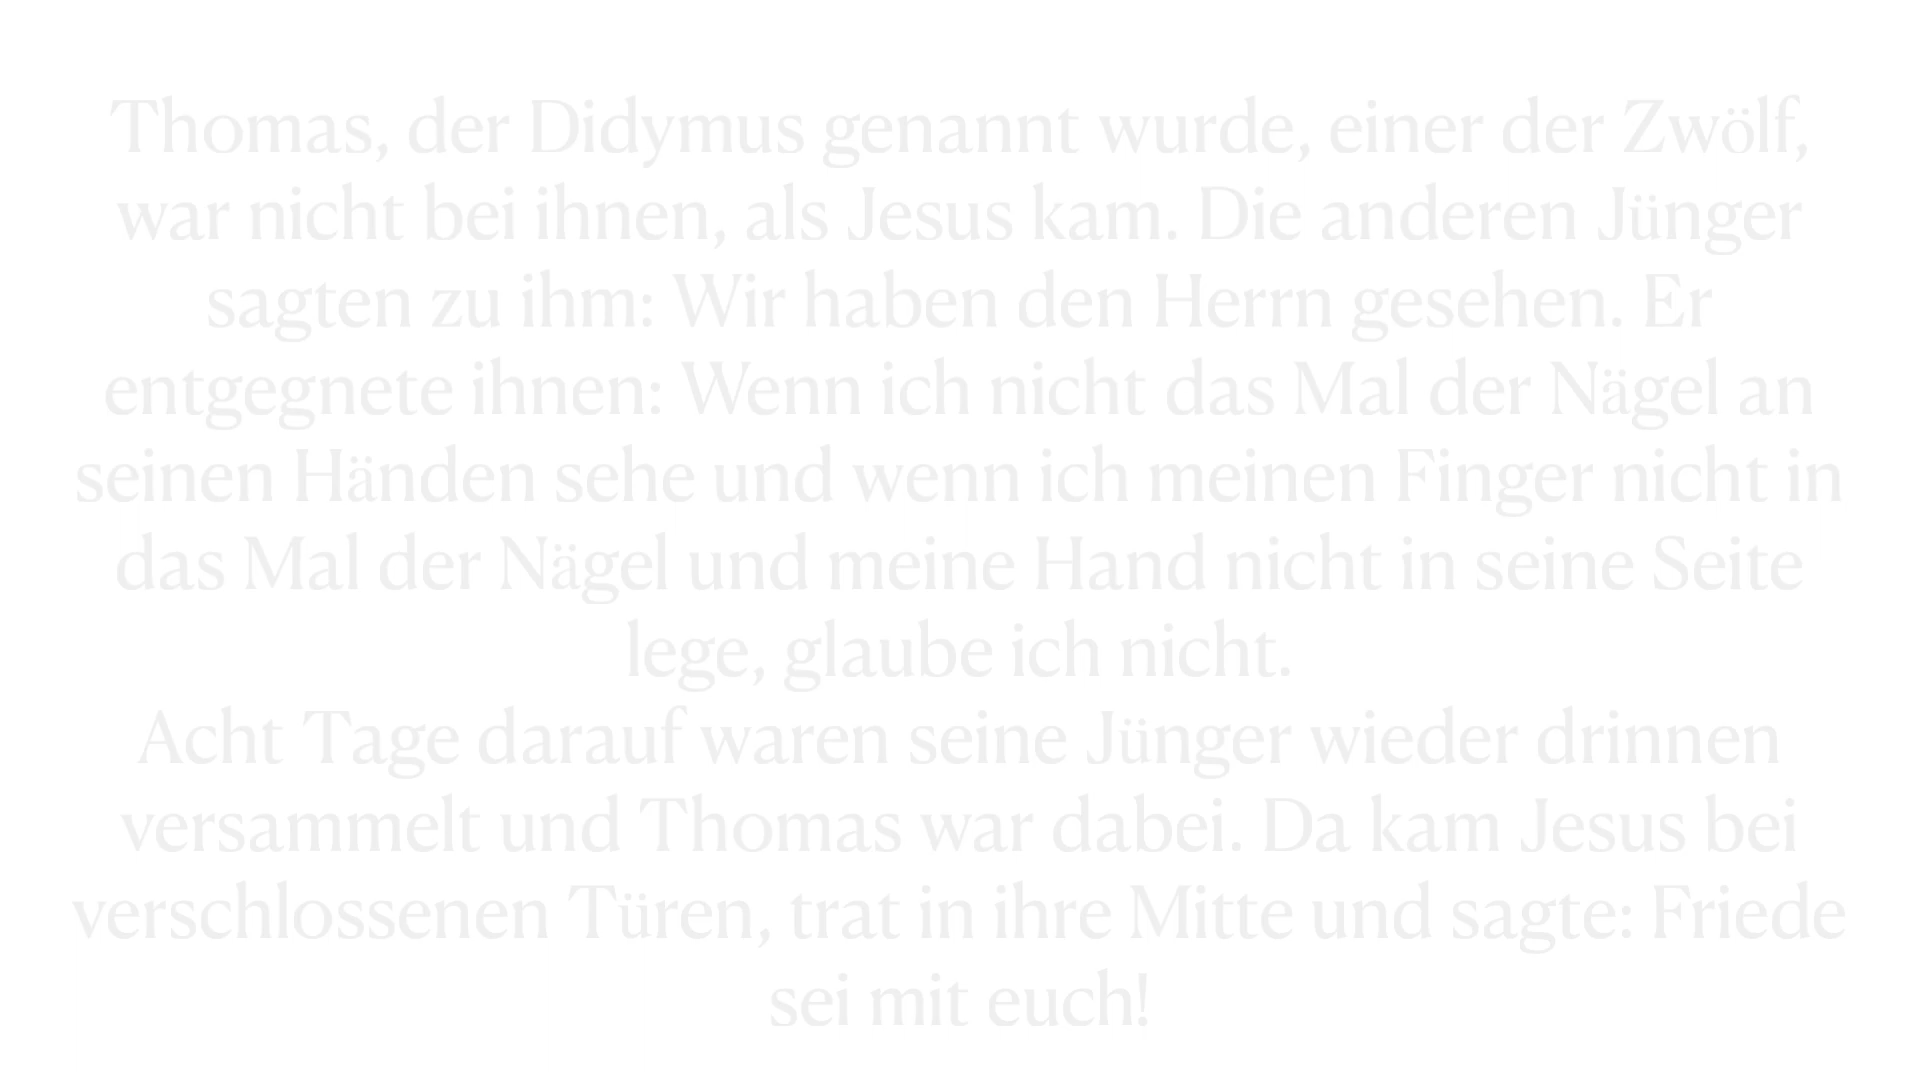 Thomas, der Didymus genannt wurde, einer der Zwölf,
war nicht bei ihnen, als Jesus kam. Die anderen Jünger
sagten zu ihm: Wir haben den Herrn gesehen. Er
entgegnete ihnen: Wenn ich nicht das Mal der Nägel an
seinen Händen sehe und wenn ich meinen Finger nicht in
das Mal der Nägel und meine Hand nicht in seine Seite
lege, glaube ich nicht.
Acht Tage darauf waren seine Jünger wieder drinnen
versammelt und Thomas war dabei. Da kam Jesus bei
verschlossenen Türen, trat in ihre Mitte und sagte: Friede
sei mit euch!